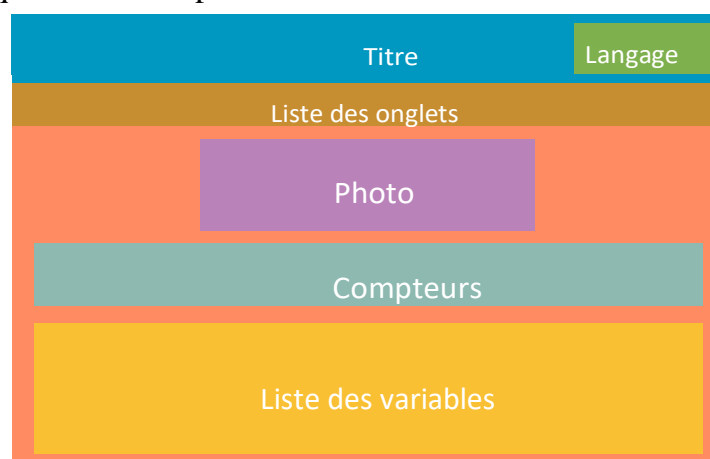 Titre
Langage
Liste des onglets
Photo
Compteurs
Liste des variables